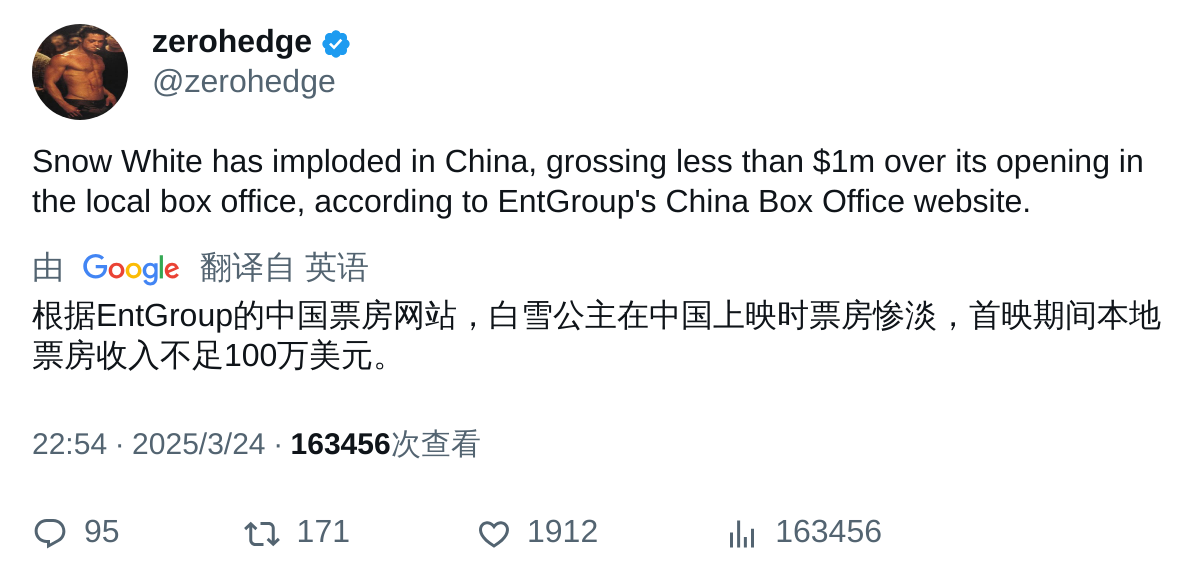 zerohedge
@zerohedge
Snow White has imploded in China, grossing less than $1m over its opening in
the local box office, according to EntGroup's China Box Office website.
由 Google 翻译自 英语
根据EntGroup的中国票房网站，白雪公主在中国上映时票房惨淡，首映期间本地
票房收入不足100万美元。
22:54 · 2025/3/24 · 163456次查看
95 171 1912 163456